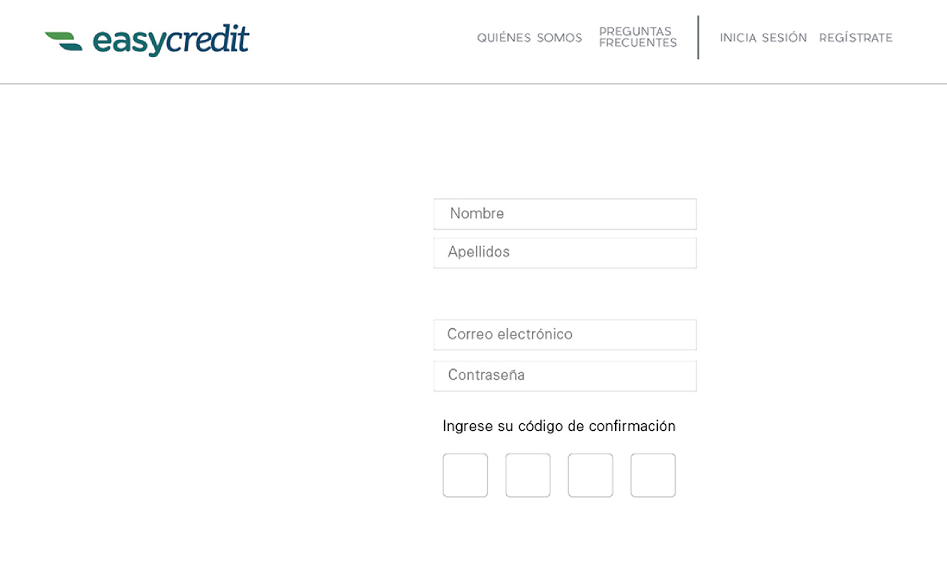 easycredit
QUIÉNES SOMOS
PREGUNTAS
FRECUENTES
INICIA SESIÓN
REGÍSTRATE
Nombre
Apellidos
Correo electrónico
Contraseña
Ingrese su código de confirmación